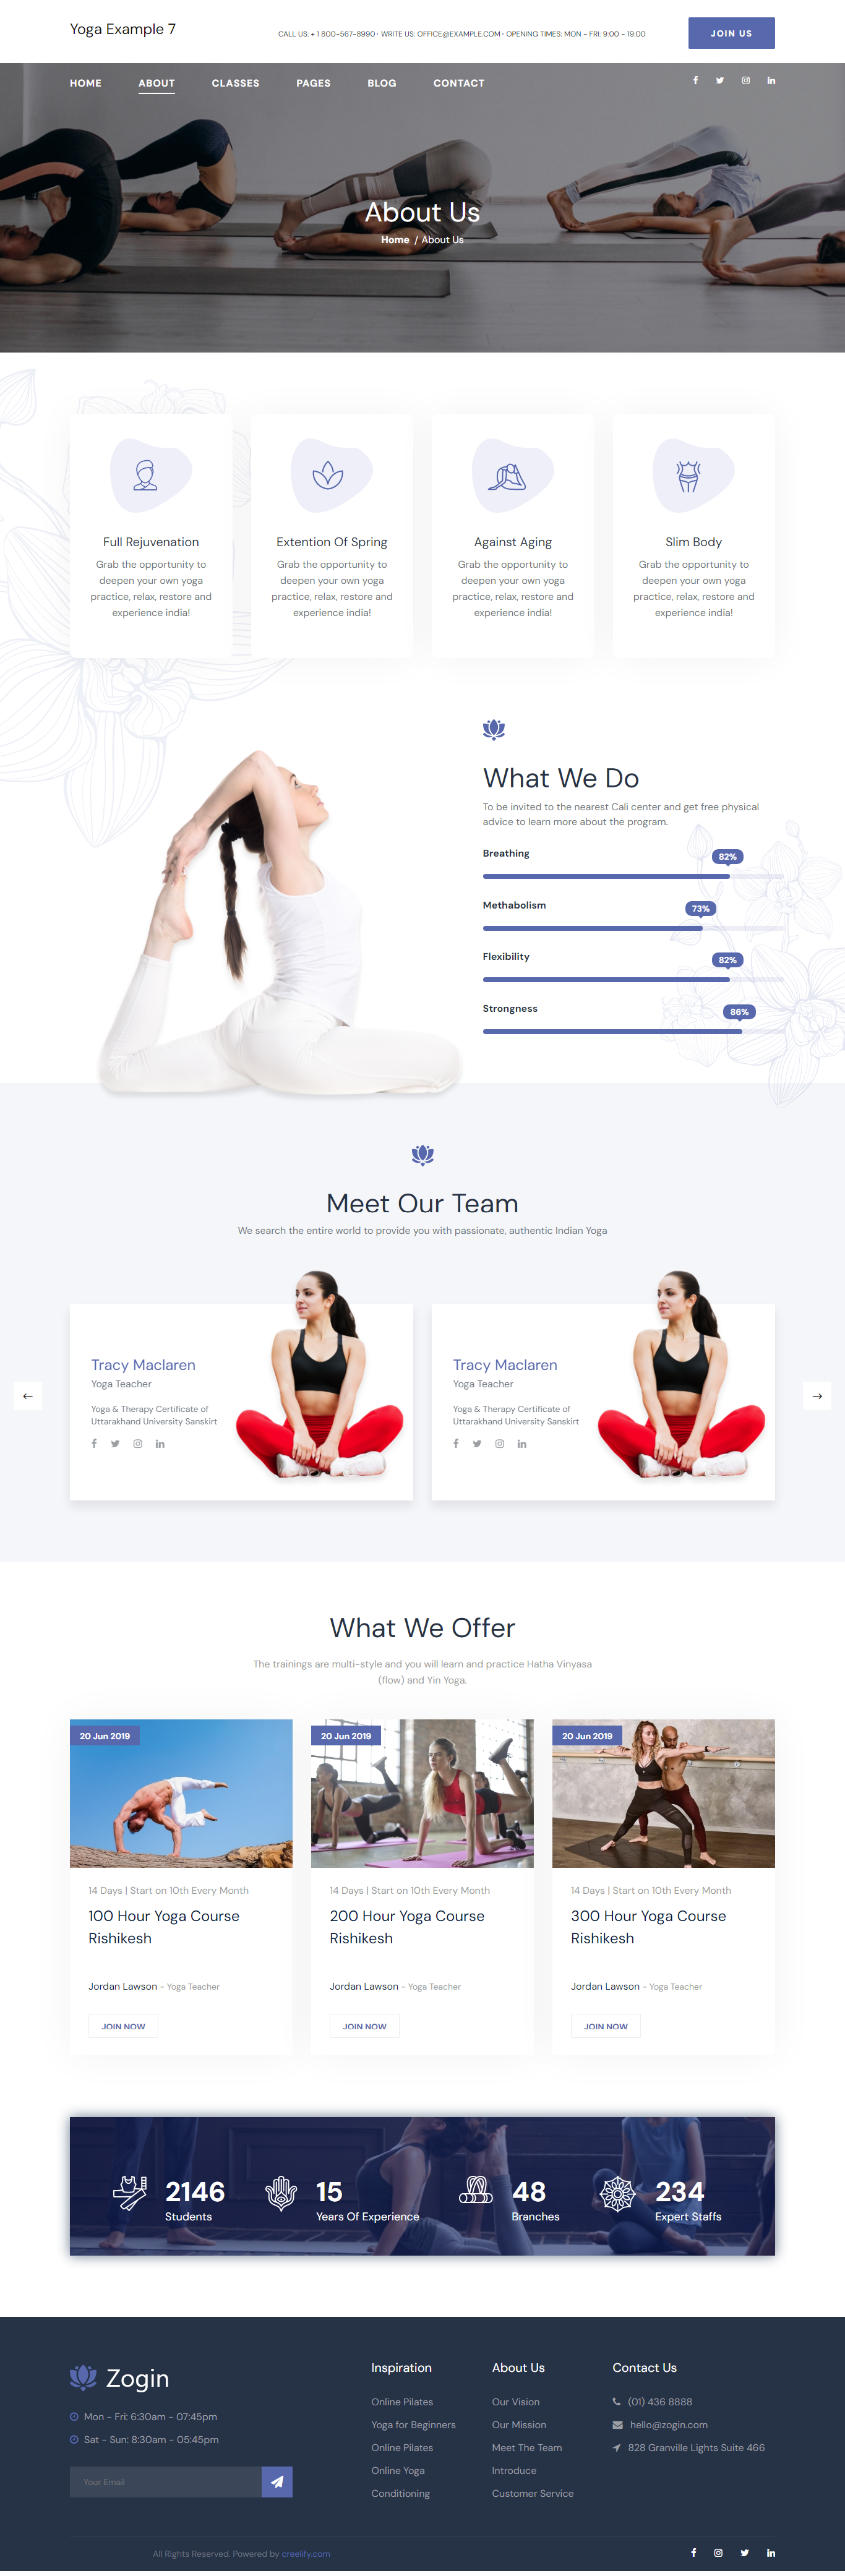 Yoga Example 7
CALL US: + 1 800-567-8990 · WRITE US: OFFICE@EXAMPLE.COM · OPENING TIMES: MON - FRI: 9:00 - 19:00
JOIN US
HOME ABOUT CLASSES PAGES BLOG CONTACT
About Us
Home / About Us
Full Rejuvenation
Grab the opportunity to
deepen your own yoga
practice, relax, restore and
experience india!
Extention Of Spring
Grab the opportunity to
deepen your own yoga
practice, relax, restore and
experience india!
Against Aging
Grab the opportunity to
deepen your own yoga
practice, relax, restore and
experience india!
Slim Body
Grab the opportunity to
deepen your own yoga
practice, relax, restore and
experience india!
What We Do
To be invited to the nearest Cali center and get free physical
advice to learn more about the program.
Breathing
82%
Methabolism
73%
Flexibility
82%
Strongness
86%
Meet Our Team
We search the entire world to provide you with passionate, authentic Indian Yoga
Tracy Maclaren
Yoga Teacher
Yoga & Therapy Certificate of
Uttarakhand University Sanskirt
Tracy Maclaren
Yoga Teacher
Yoga & Therapy Certificate of
Uttarakhand University Sanskirt
What We Offer
The trainings are multi-style and you will learn and practice Hatha Vinyasa
(flow) and Yin Yoga.
20 Jun 2019
14 Days | Start on 10th Every Month
100 Hour Yoga Course
Rishikesh
Jordan Lawson - Yoga Teacher
JOIN NOW
20 Jun 2019
14 Days | Start on 10th Every Month
200 Hour Yoga Course
Rishikesh
Jordan Lawson - Yoga Teacher
JOIN NOW
20 Jun 2019
14 Days | Start on 10th Every Month
300 Hour Yoga Course
Rishikesh
Jordan Lawson - Yoga Teacher
JOIN NOW
2146
Students
15
Years Of Experience
48
Branches
234
Expert Staffs
Zogin
Mon - Fri: 6:30am - 07:45pm
Sat - Sun: 8:30am - 05:45pm
Your Email
Inspiration
Online Pilates
Yoga for Beginners
Online Pilates
Online Yoga
Conditioning
About Us
Our Vision
Our Mission
Meet The Team
Introduce
Customer Service
Contact Us
(01) 436 8888
hello@zogin.com
828 Granville Lights Suite 466
All Rights Reserved. Powered by creelify.com